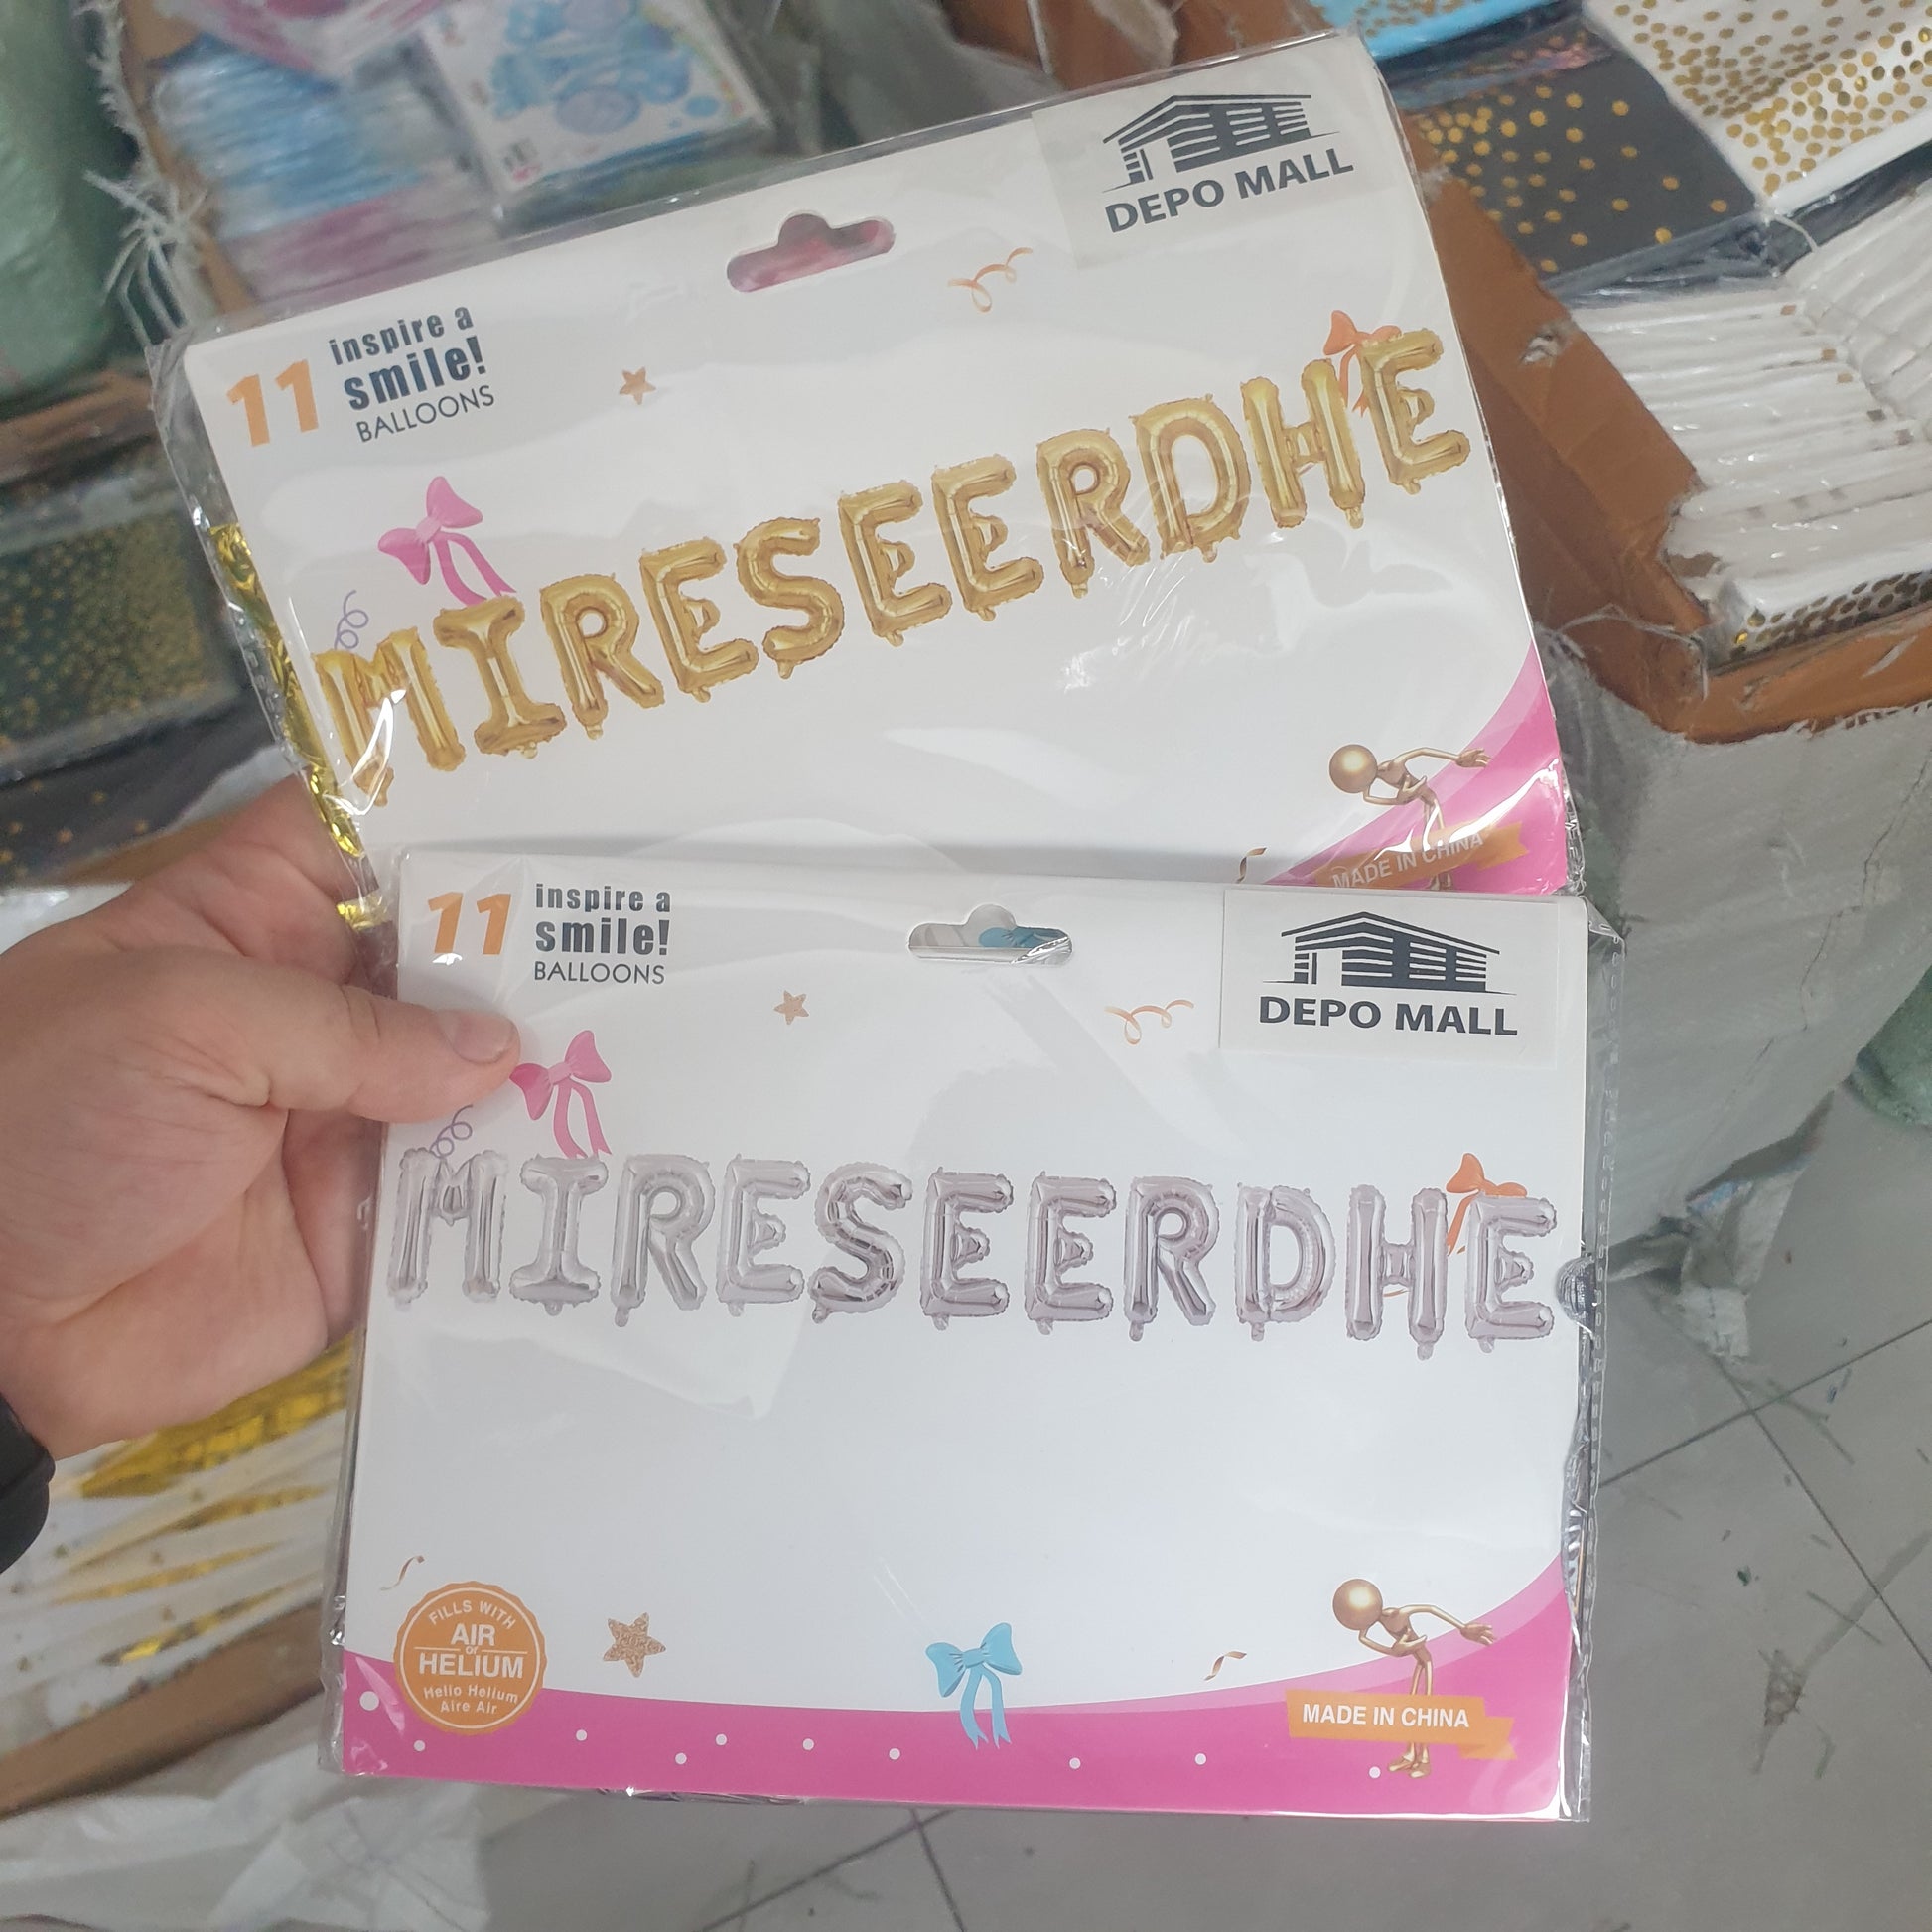 DEPO MALL
11
inspire a
smile!
BALLOONS
MIRESEERDHE
MADE IN CHINA
11
inspire a
smile!
BALLOONS
DEPO MALL
MIRESEERDHE
FILLS WITH
AIR
or
HELIUM
Helio Helium
Aire Air
MADE IN CHINA